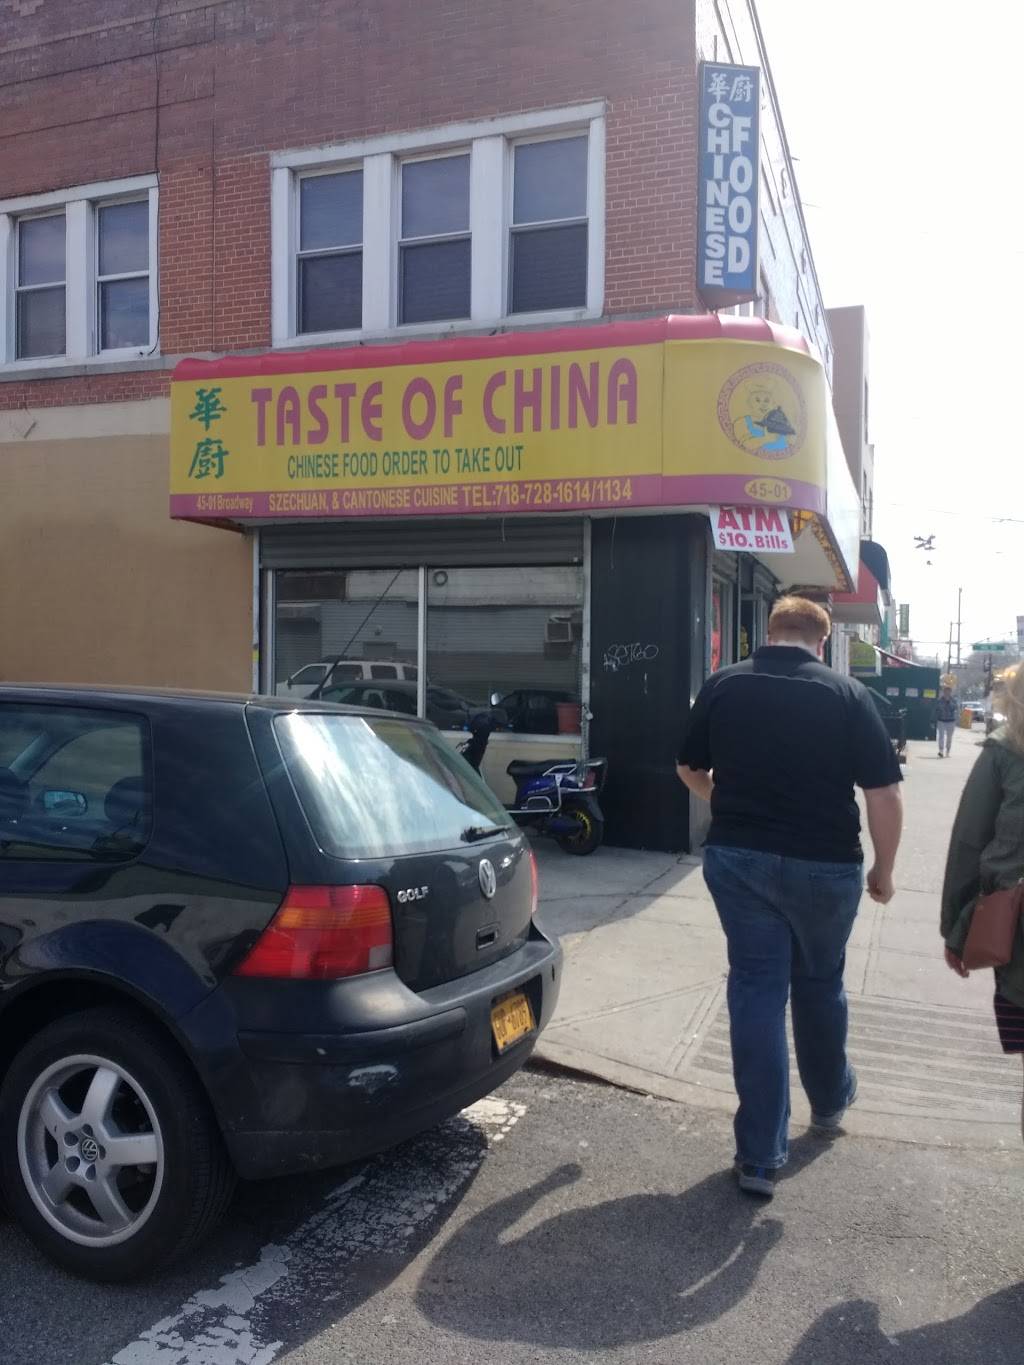 華廚
CHINESE
FOOD
華廚
TASTE OF CHINA
CHINESE FOOD ORDER TO TAKE OUT
45-01 Broadway SZECHUAN, & CANTONESE CUISINE TEL:718-728-1614/1134
45-01
ATM
$10. Bills
GOLF